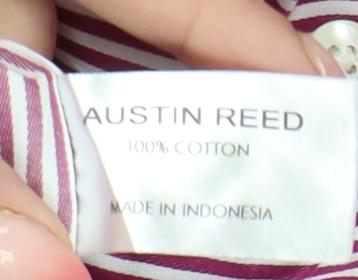 AUSTIN REED
100% COTTON
MADE IN INDONESIA